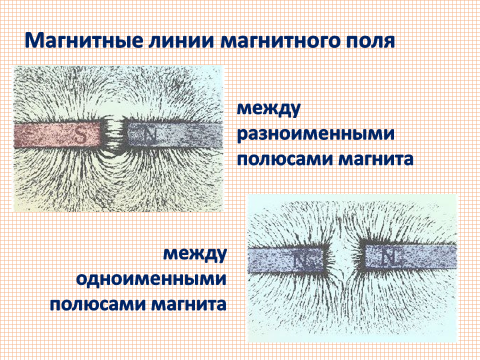 Магнитные линии магнитного поля
S N S
между
разноименными
полюсами магнита
между
одноименными
полюсами магнита
N N